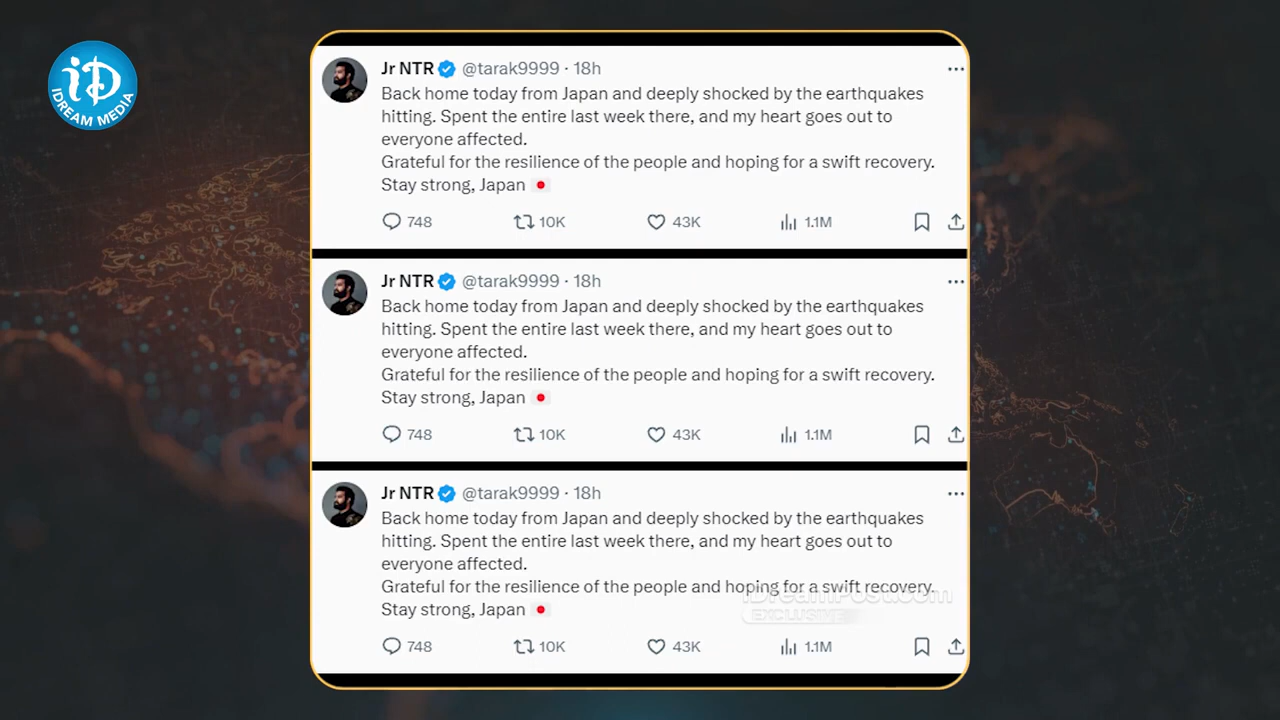 iD
IDREAM MEDIA
Jr NTR @tarak9999 · 18h
Back home today from Japan and deeply shocked by the earthquakes
hitting. Spent the entire last week there, and my heart goes out to
everyone affected.
Grateful for the resilience of the people and hoping for a swift recovery.
Stay strong, Japan
748 10K 43K 1.1M
Jr NTR @tarak9999 · 18h
Back home today from Japan and deeply shocked by the earthquakes
hitting. Spent the entire last week there, and my heart goes out to
everyone affected.
Grateful for the resilience of the people and hoping for a swift recovery.
Stay strong, Japan
748 10K 43K 1.1M
Jr NTR @tarak9999 · 18h
Back home today from Japan and deeply shocked by the earthquakes
hitting. Spent the entire last week there, and my heart goes out to
everyone affected.
Grateful for the resilience of the people and hoping for a swift recovery.
iDreamPost.com
Stay strong, Japan
EXCLUSIVE
748 10K 43K 1.1M